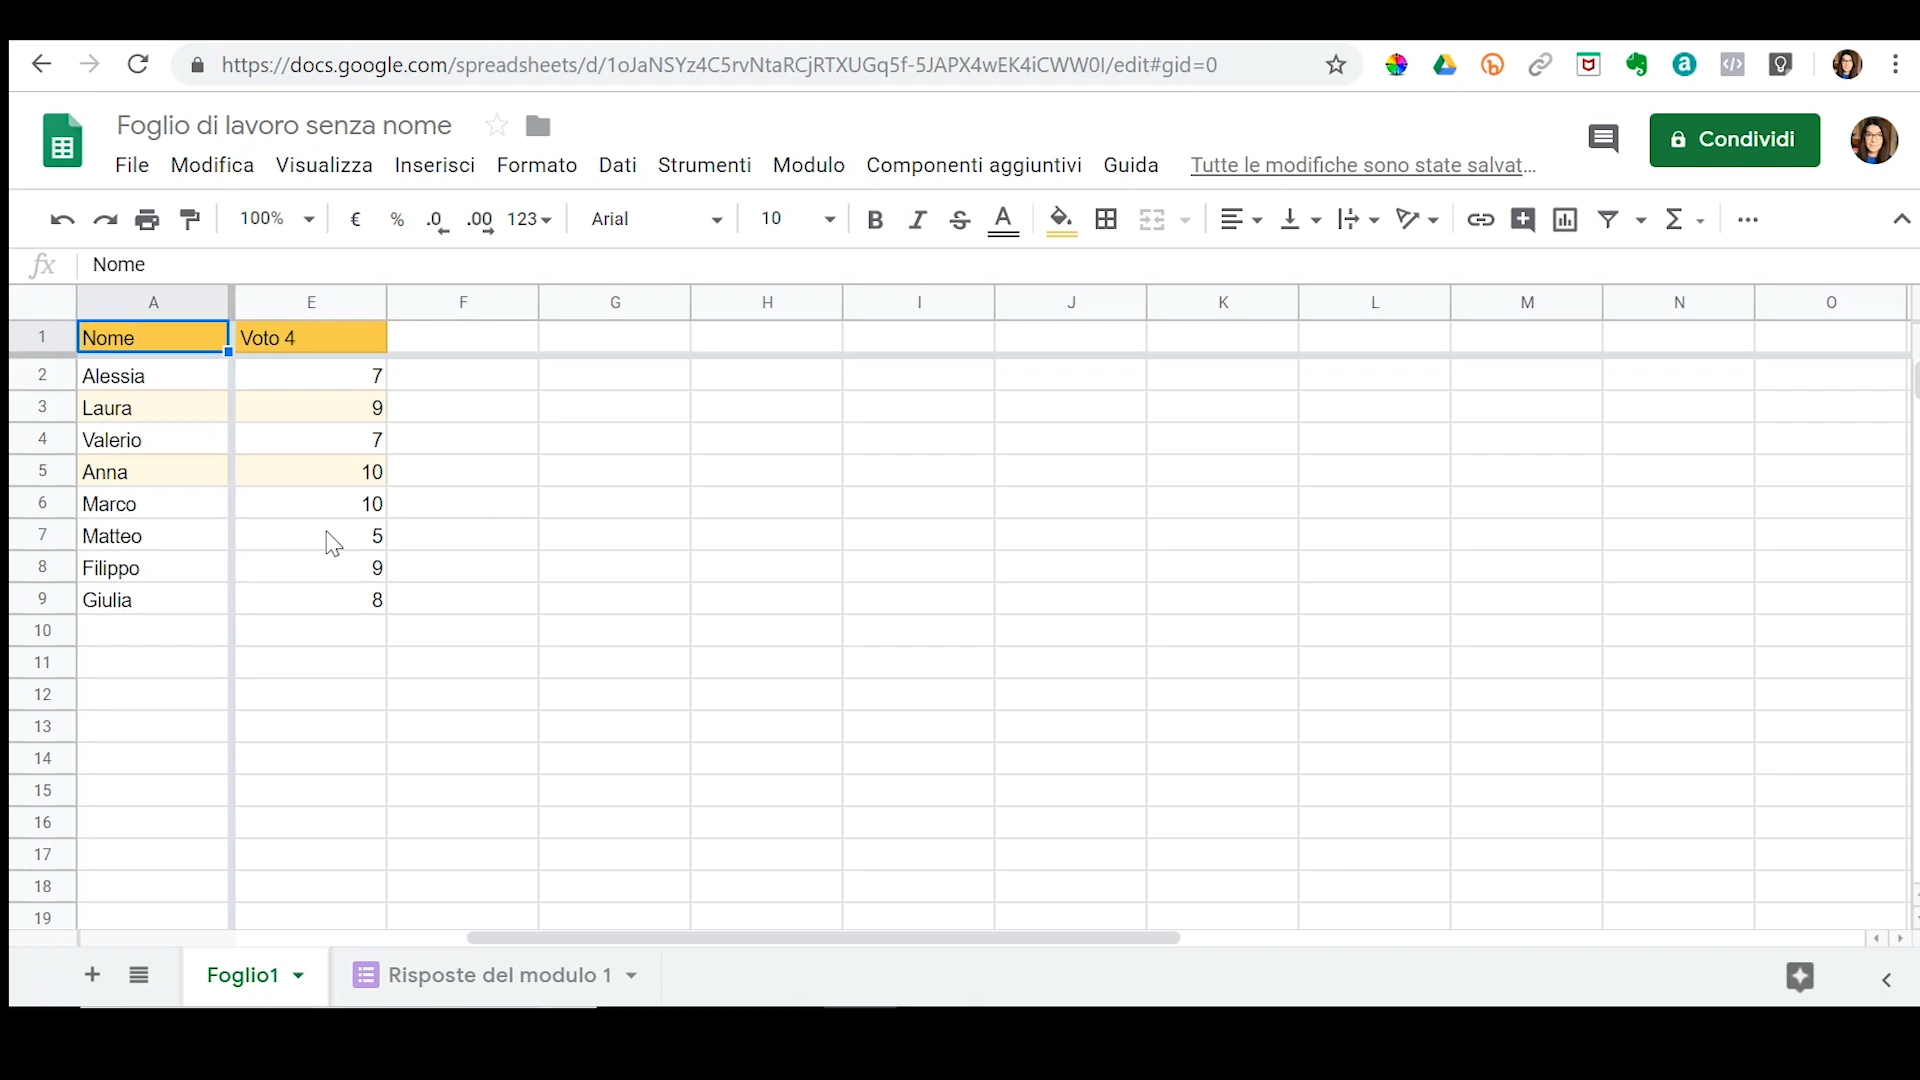 https://docs.google.com/spreadsheets/d/1oJaNSYz4C5rvNtaRCjRTXUGq5f-5JAPX4wEK4iCWW0I/edit#gid=0
Foglio di lavoro senza nome
Condividi
File Modifica Visualizza Inserisci Formato Dati Strumenti Modulo Componenti aggiuntivi Guida Tutte le modifiche sono state salvat...
100% € % .0 .00 123 Arial 10 B I S A Σ
fx Nome
A E F G H I J K L M N O
1 Nome Voto 4
2 Alessia 7
3 Laura 9
4 Valerio 7
5 Anna 10
6 Marco 10
7 Matteo 5
8 Filippo 9
9 Giulia 8
10
11
12
13
14
15
16
17
18
19
Foglio1 Risposte del modulo 1